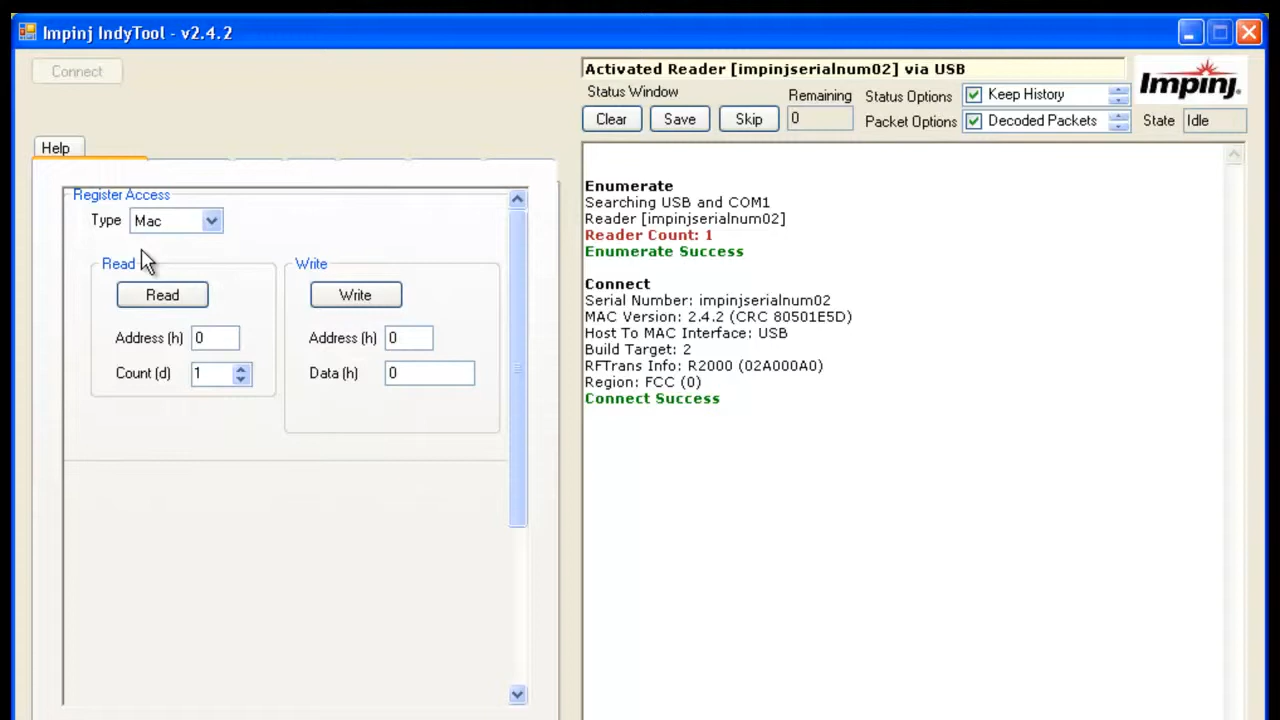 Impinj IndyTool - v2.4.2
Connect
Activated Reader [impinjserialnum02] via USB
Impinj.
Status Window
Remaining
Status Options
Keep History
Clear
Save
Skip
0
Packet Options
Decoded Packets
State
Idle
Help
Register Access
Type
Mac
Read
Write
Read
Write
Address (h)
0
Address (h)
0
Count (d)
1
Data (h)
0
Enumerate
Searching USB and COM1
Reader [impinjserialnum02]
Reader Count: 1
Enumerate Success
Connect
Serial Number: impinjserialnum02
MAC Version: 2.4.2 (CRC 80501E5D)
Host To MAC Interface: USB
Build Target: 2
RFTrans Info: R2000 (02A000A0)
Region: FCC (0)
Connect Success